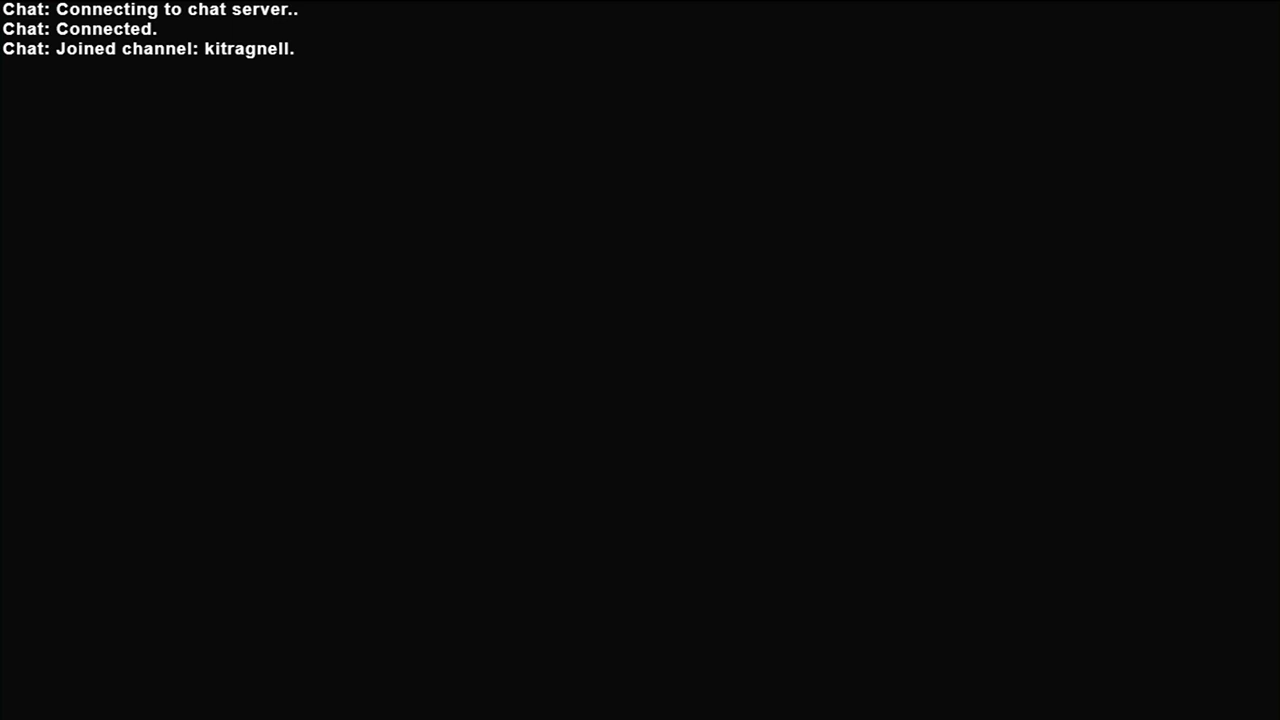 Chat: Connecting to chat server..
Chat: Connected.
Chat: Joined channel: kitragnell.